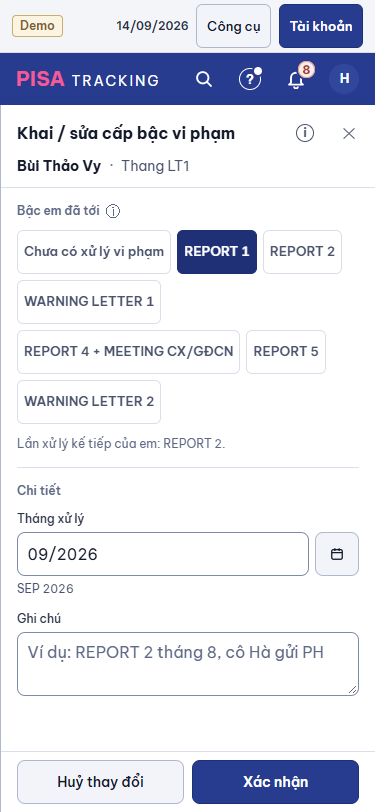 Demo
14/09/2026
Công cụ
Tài khoản
PISA TRACKING
?
8
H
Khai / sửa cấp bậc vi phạm
Bùi Thảo Vy · Thang LT1
Bậc em đã tới
Chưa có xử lý vi phạm
REPORT 1
REPORT 2
WARNING LETTER 1
REPORT 4 + MEETING CX/GĐCN
REPORT 5
WARNING LETTER 2
Lần xử lý kế tiếp của em: REPORT 2.
Chi tiết
Tháng xử lý
09/2026
SEP 2026
Ghi chú
Ví dụ: REPORT 2 tháng 8, cô Hà gửi PH
Huỷ thay đổi
Xác nhận